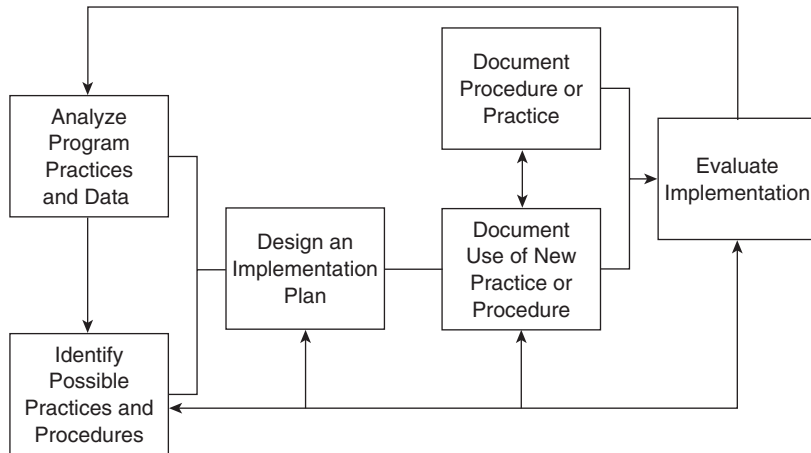 Analyze
Program
Practices
and Data
Identify
Possible
Practices and
Procedures
Design an
Implementation
Plan
Document
Procedure or
Practice
Document
Use of New
Practice or
Procedure
Evaluate
Implementation